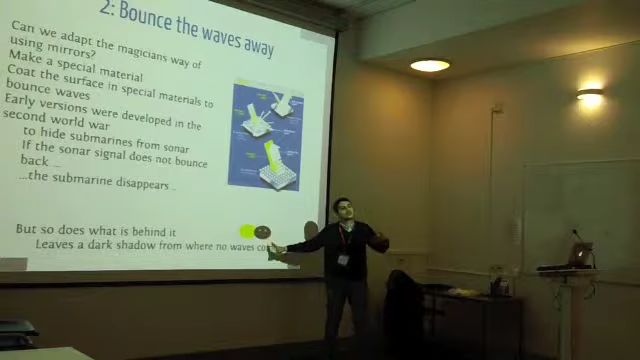 2: Bounce the waves away
Can we adapt the magicians way of
using mirrors?
Make a special material
Coat the surface in special materials to
bounce waves
Early versions were developed in the
second world war
to hide submarines from sonar
If the sonar signal does not bounce
back ...
...the submarine disappears ..
But so does what is behind it
Leaves a dark shadow from where no waves